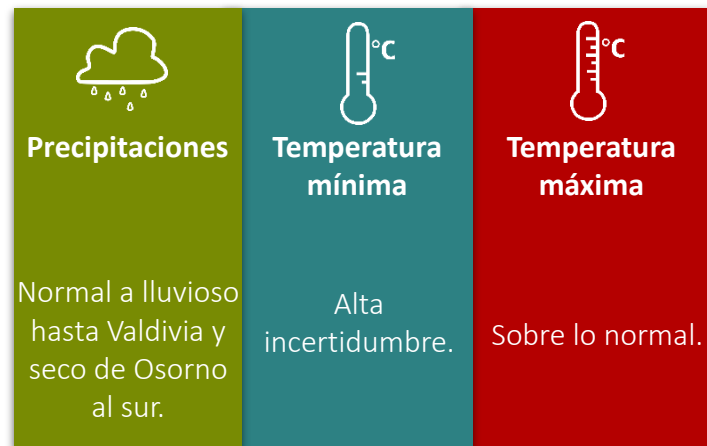 Precipitaciones
Normal a lluvioso
hasta Valdivia y
seco de Osorno
al sur.
°C
Temperatura
mínima
Alta
incertidumbre.
°C
Temperatura
máxima
Sobre lo normal.